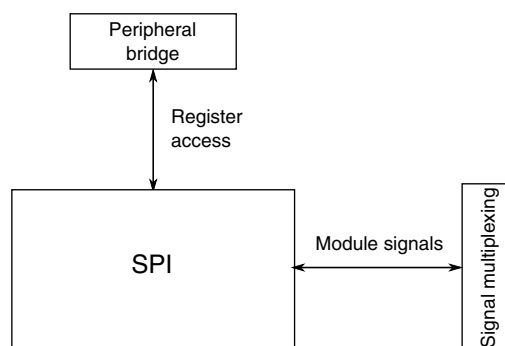 Peripheral
bridge
Register
access
SPI
Module signals
Signal multiplexing